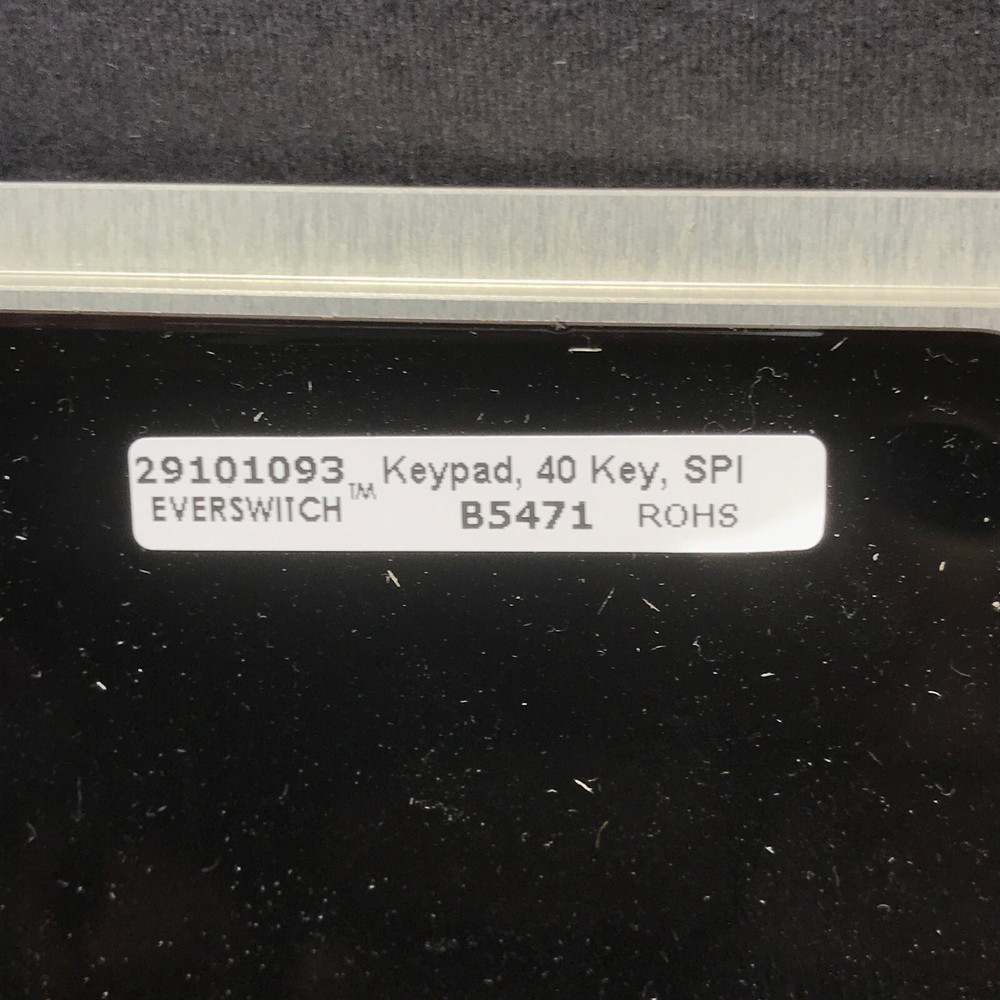 29101093 Keypad, 40 Key, SPI
EVERSWITCH™ B5471 ROHS